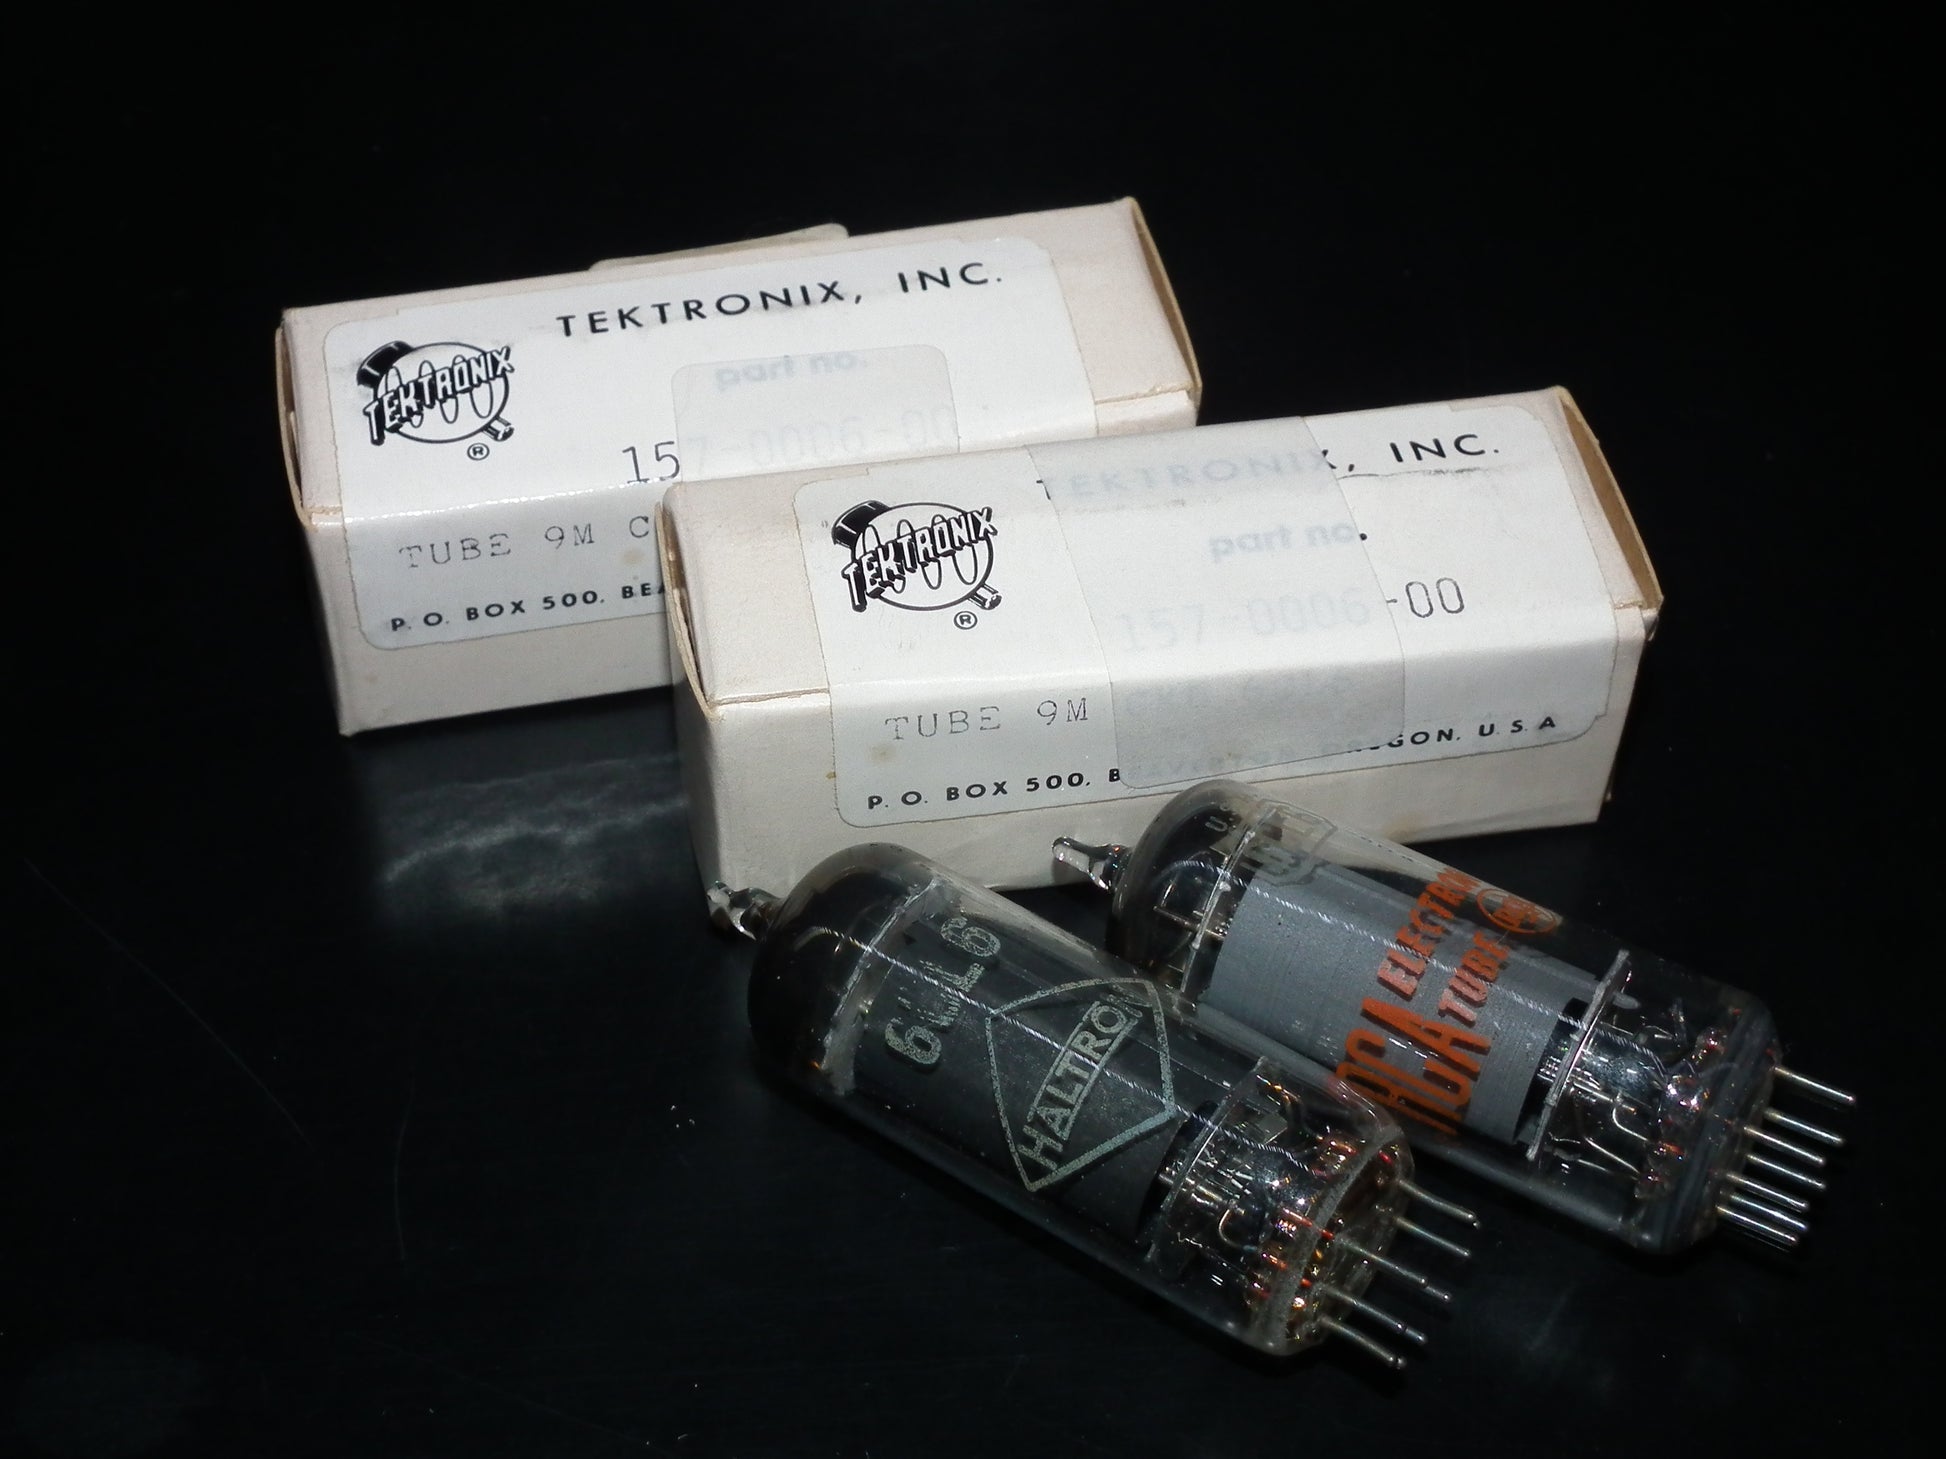 TEKTRONIX, INC.
TEKTRONIX
®
part no.
157-0006-00
TUBE 9M
P. O. BOX 500,
TEKTRONIX, INC.
TEKTRONIX
®
part no.
157-0006-00
TUBE 9M
P. O. BOX 500, BEAVERTON, OREGON, U. S. A
HALTRON
RCA
ELECTRON
TUBE